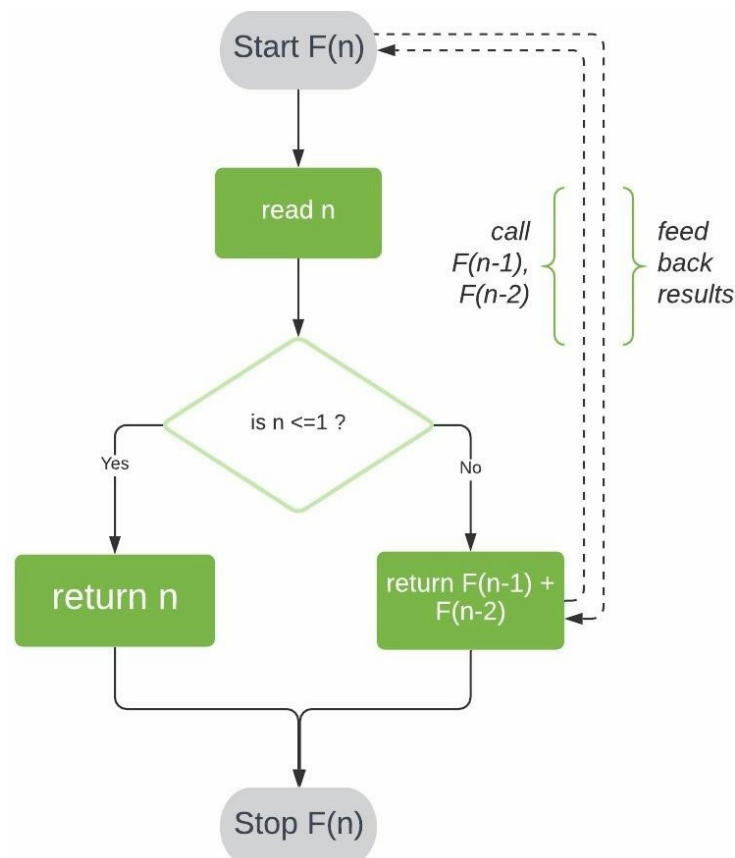 Start F(n)
read n
call
F(n-1),
F(n-2)
feed
back
results
is n <=1 ?
Yes
No
return n
return F(n-1) +
F(n-2)
Stop F(n)